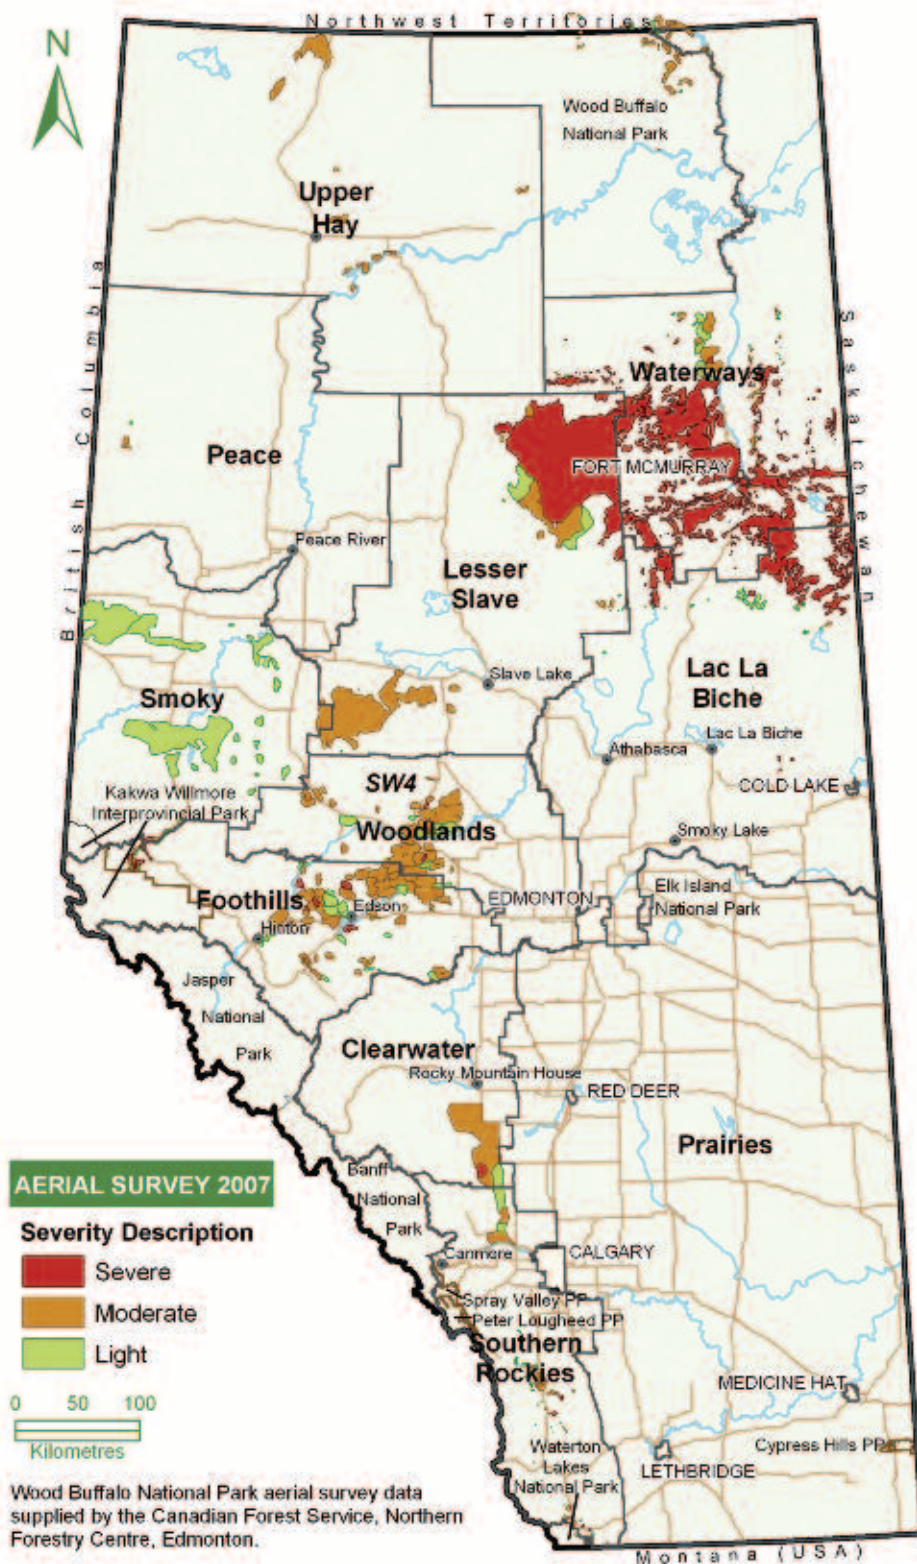 Northwest Territories
N
Wood Buffalo
National Park
Upper
Hay
British Columbia
Saskatchewan
Waterways
Peace
FORT MCMURRAY
Peace River
Lesser
Slave
Slave Lake
Lac La
Biche
Smoky
Lac La Biche
Athabasca
SW4
COLD LAKE
Kakwa Willmore
Interprovincial Park
Woodlands
Smoky Lake
Foothills
Edson
EDMONTON
Elk Island
National Park
Hinton
Jasper
National
Park
Clearwater
Rocky Mountain House
RED DEER
Prairies
Banff
National
Park
AERIAL SURVEY 2007
Severity Description
Severe
Moderate
Light
0 50 100
Kilometres
Canmore
CALGARY
Spray Valley PP
Peter Lougheed PP
Southern
Rockies
MEDICINE HAT
Cypress Hills PP
Waterton
Lakes
National Park
LETHBRIDGE
Wood Buffalo National Park aerial survey data
supplied by the Canadian Forest Service, Northern
Forestry Centre, Edmonton.
Montana (USA)